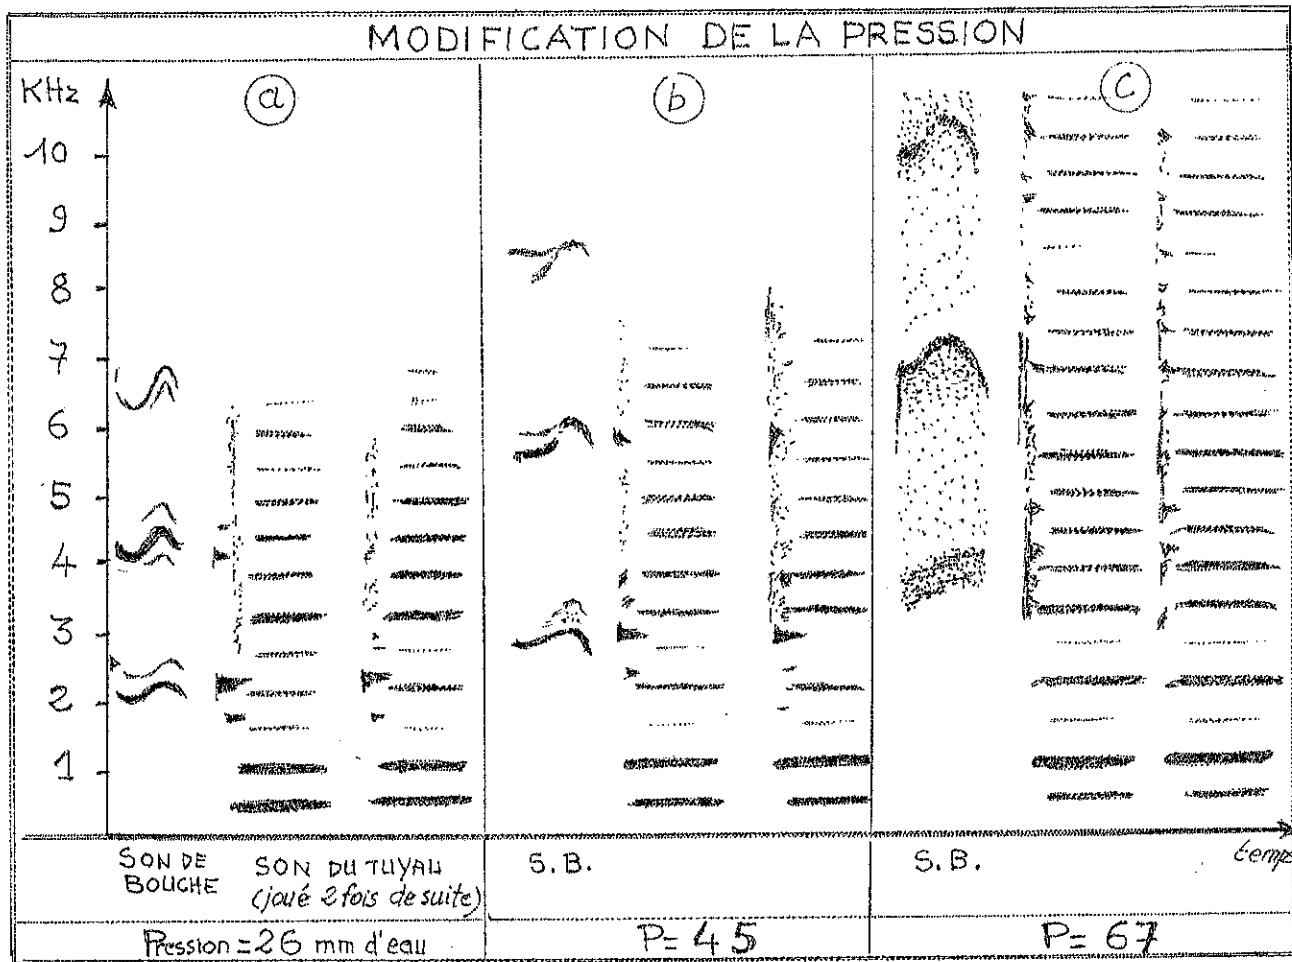 MODIFICATION DE LA PRESSION
KHz
a
b
c
10
9
8
7
6
5
4
3
2
1
SON DE BOUCHE
SON DU TUYAU
(joué 2 fois de suite)
S.B.
S.B.
temps
Pression = 26 mm d'eau
P = 45
P = 67